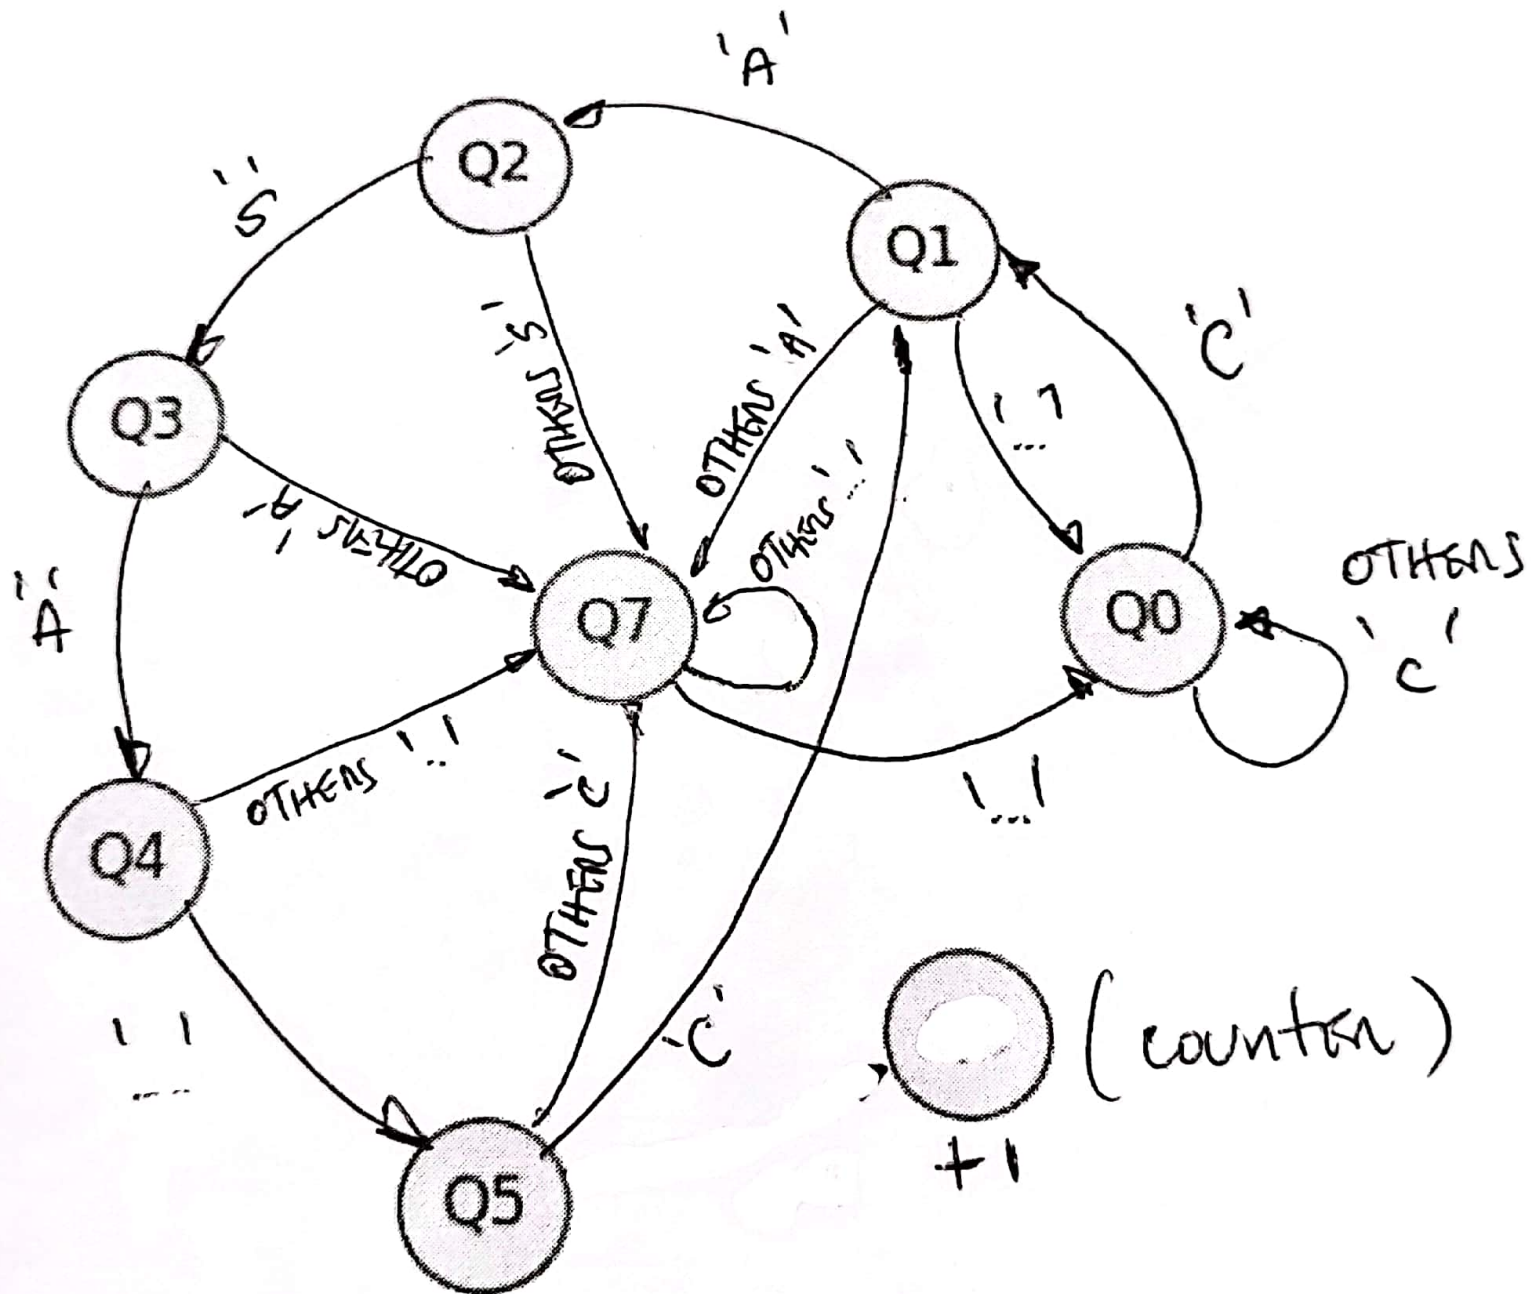 'A'
Q2
'S'
Q1
'C'
OTHERS 'S'
OTHERS 'A'
Q3
OTHERS 'A'
OTHERS '...'
'...'
'A'
Q7
Q0
OTHERS
'C'
OTHERS '..'
'...'
Q4
OTHERS 'C'
'....'
'C'
(counter)
+1
Q5